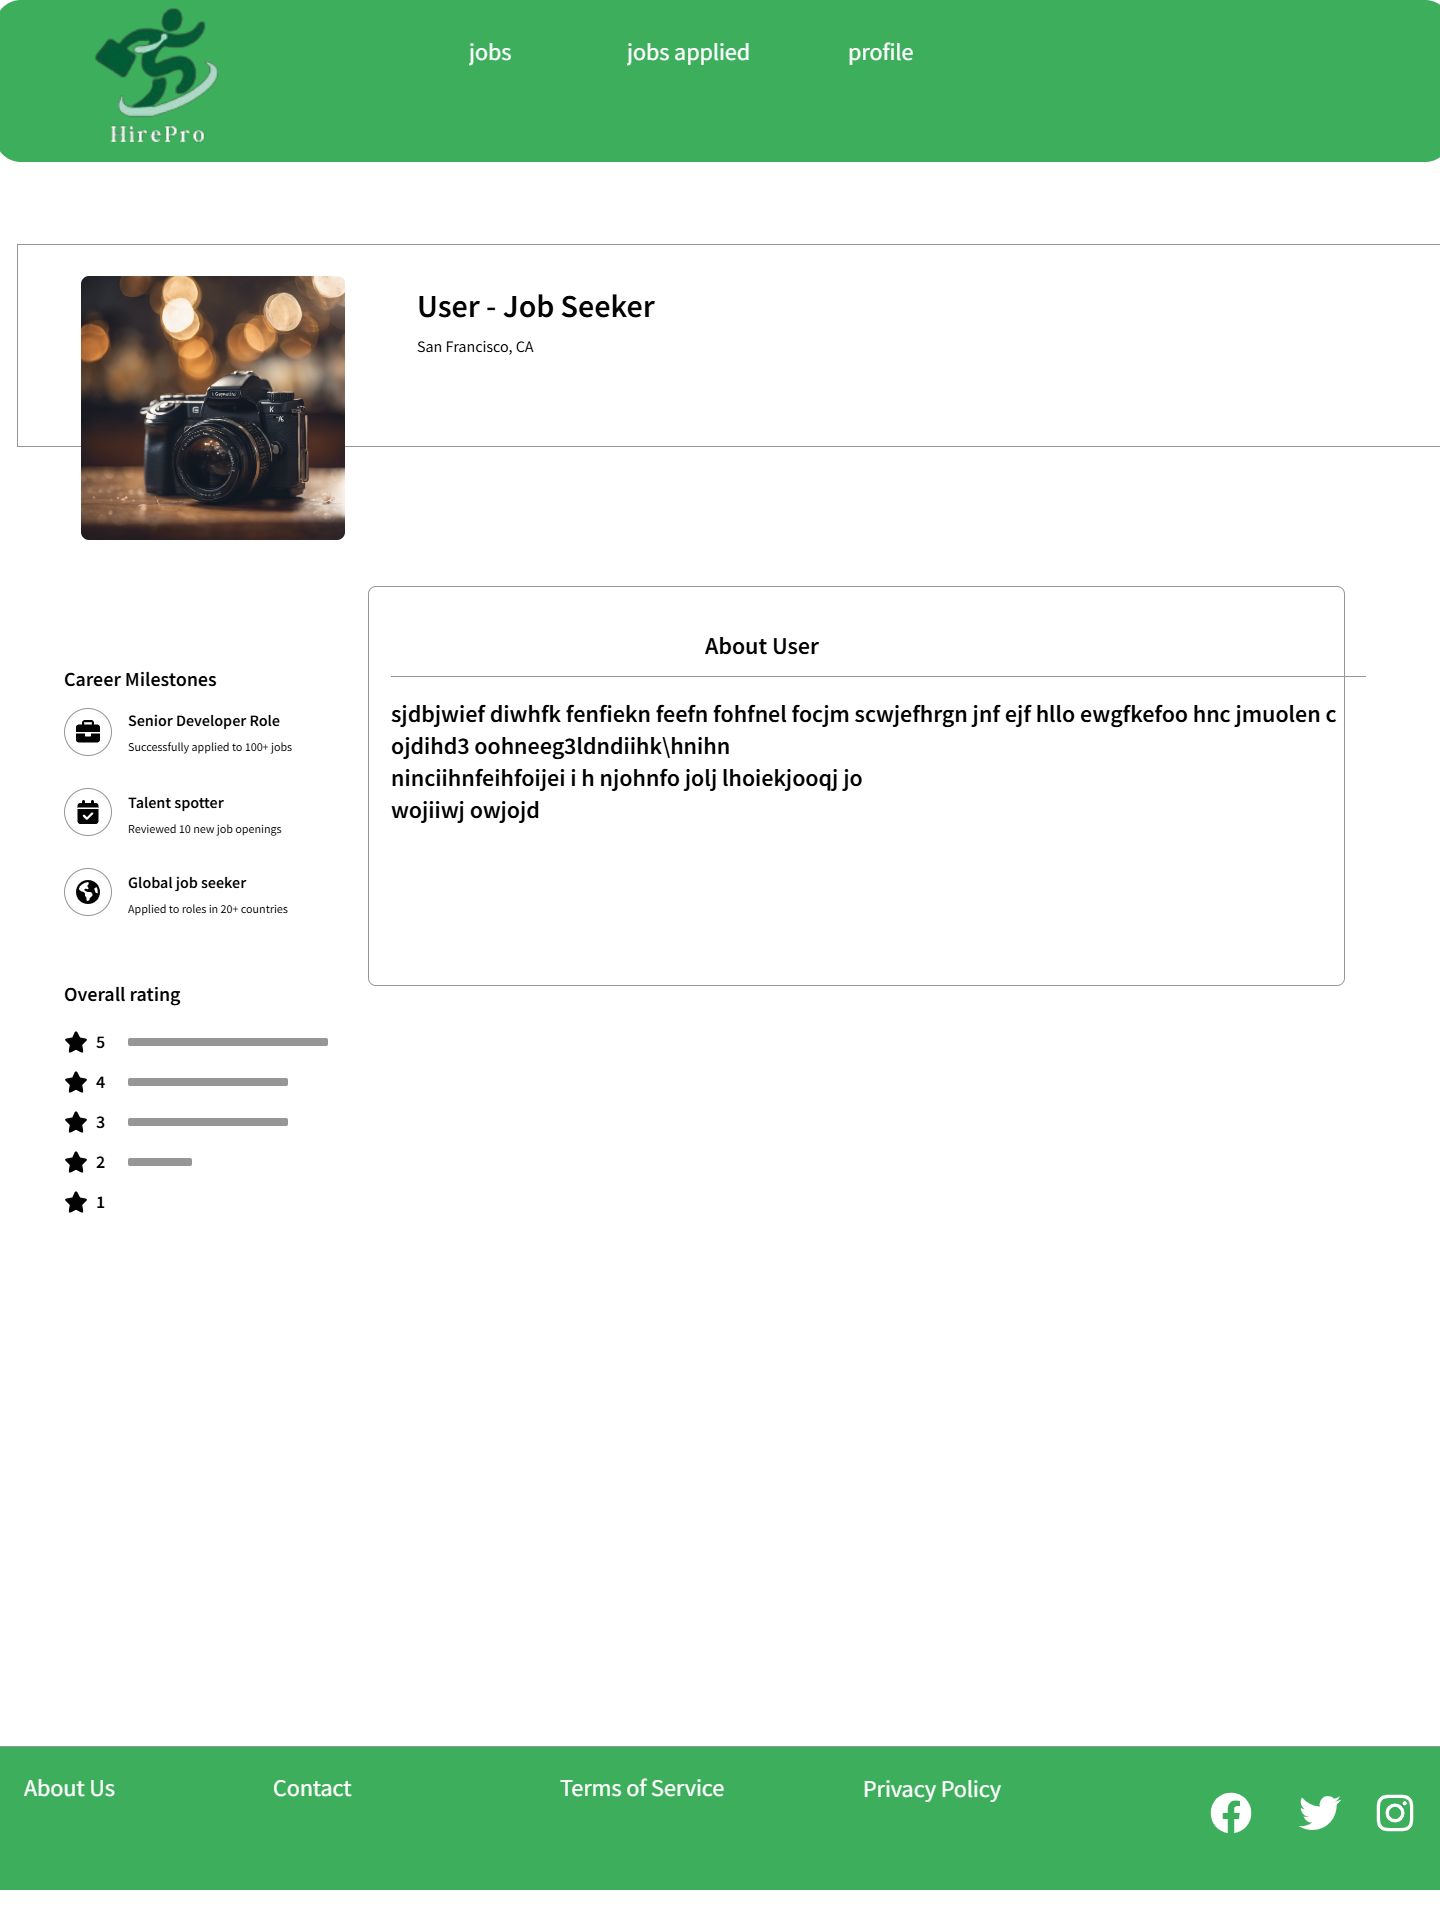 jobs
jobs applied
profile
HirePro
User - Job Seeker
San Francisco, CA
About User
sjdbjwief diwhfk fenfiekn feefn fohfnel focjm scwjefhrgn jnf ejf hllo ewgfkefoo hnc jmuolen c
ojdihd3 oohneeg3ldndiihk\hnihn
ninciihnfeihfoijei i h njohnfo jolj lhoiekjooqj jo
wojiiwj owjojd
Career Milestones
Senior Developer Role
Successfully applied to 100+ jobs
Talent spotter
Reviewed 10 new job openings
Global job seeker
Applied to roles in 20+ countries
Overall rating
5
4
3
2
1
About Us
Contact
Terms of Service
Privacy Policy